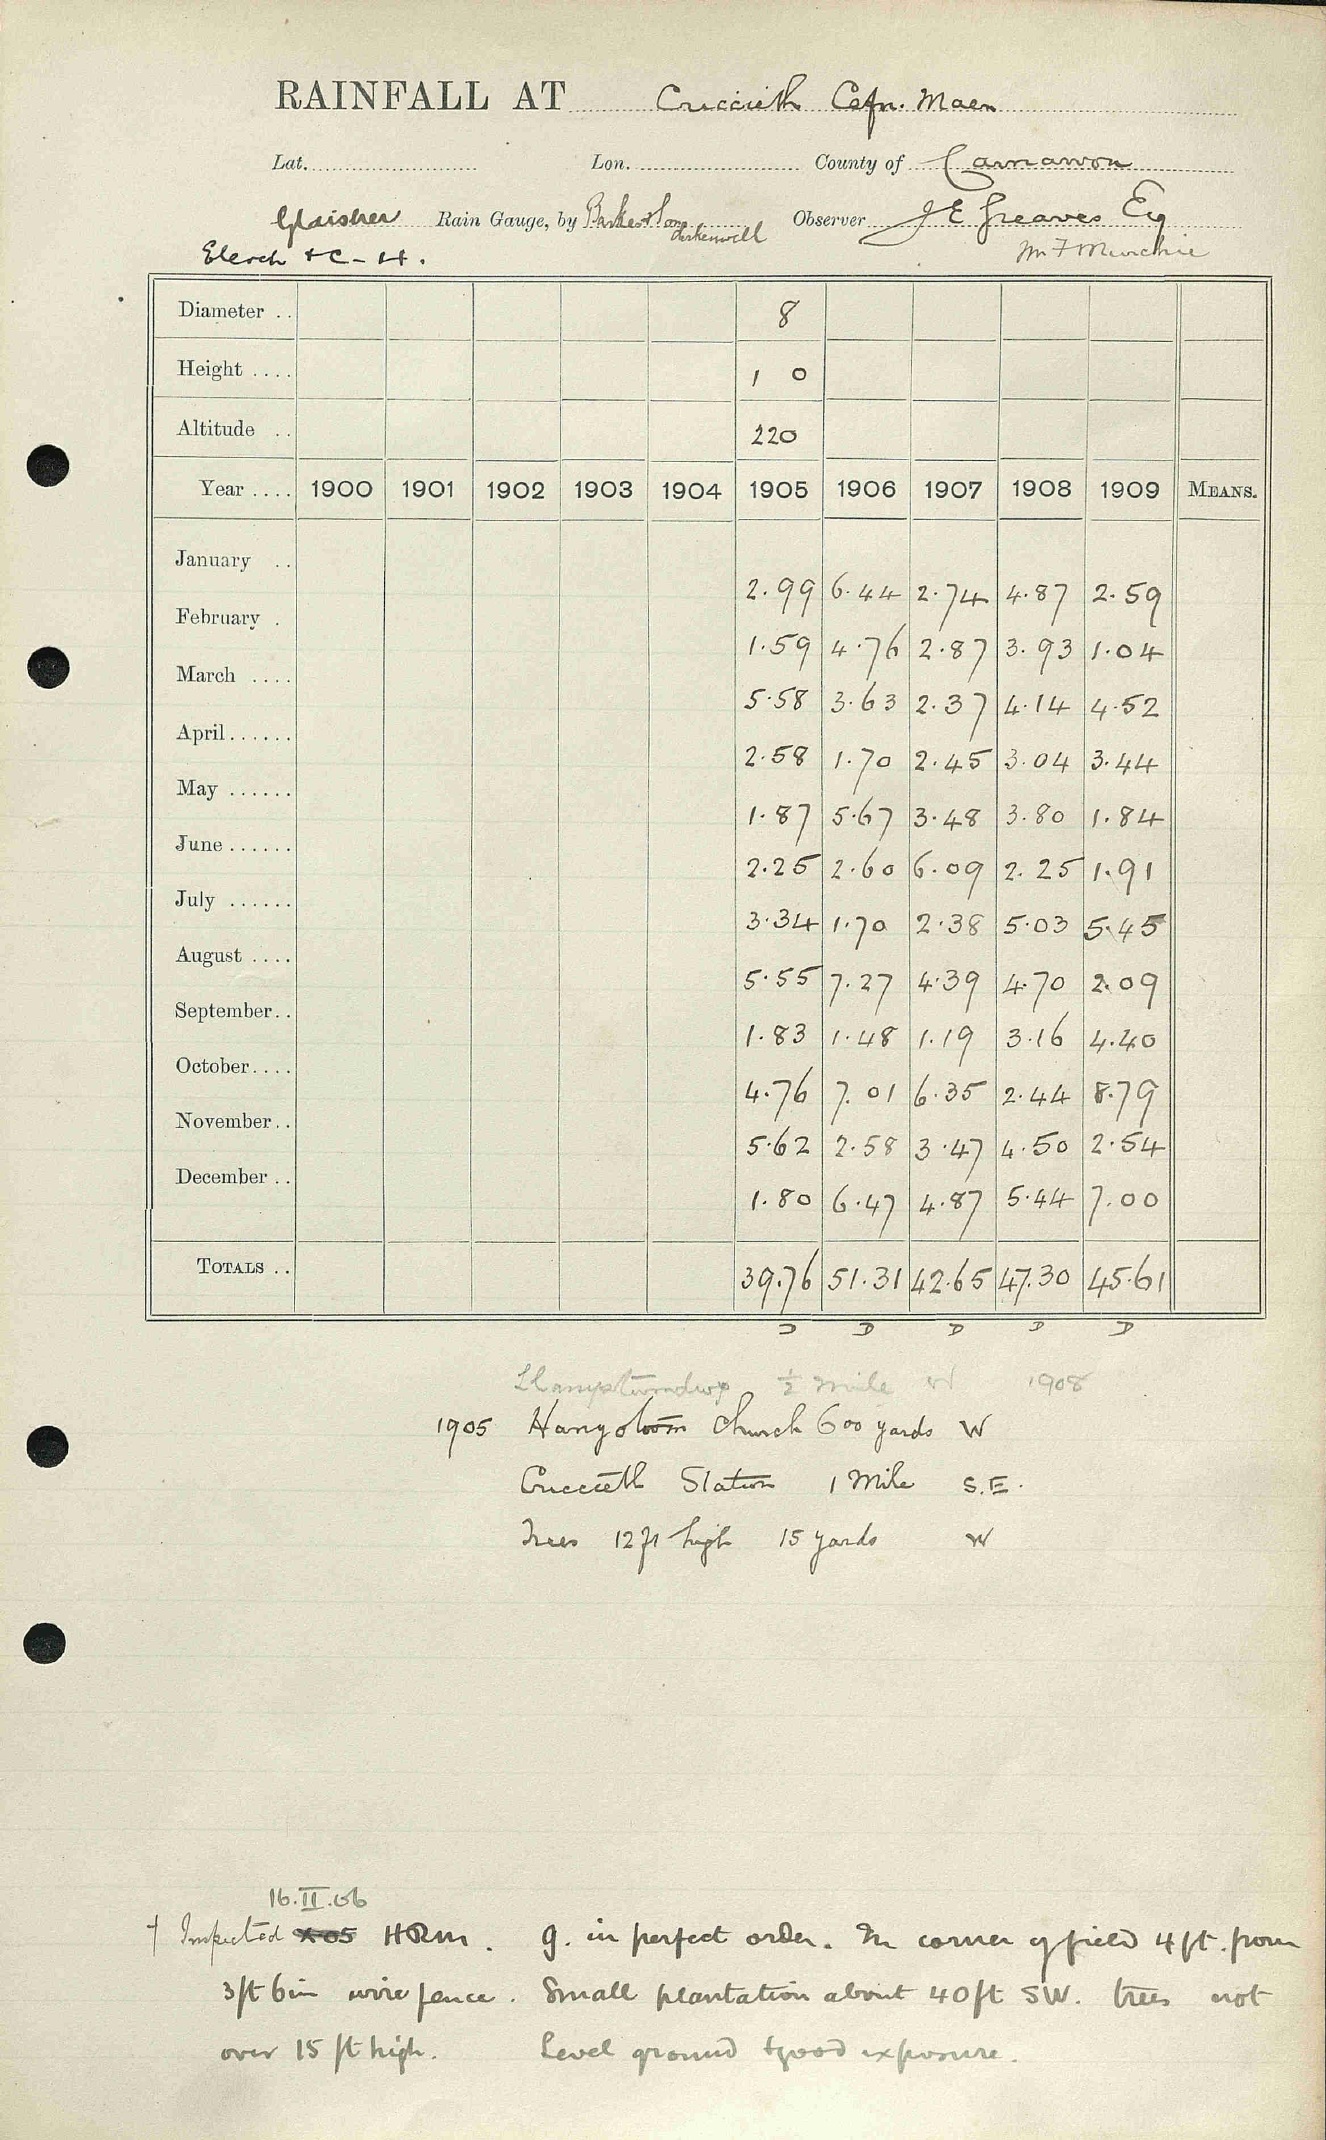 RAINFALL AT Criccieth Cefn. Maen
Lat. Lon. County of Carnarvon
Glaisher Rain Gauge, by Barker & Son Clerkenwell Observer J E Greaves Esq
+ C - H. Mr F Murchie
Diameter .. 8
Height .... 1 0
Altitude .. 220
Year .... 1900 1901 1902 1903 1904 1905 1906 1907 1908 1909 MEANS.
January .. 2.99 6.44 2.74 4.87 2.59
February . 1.59 4.76 2.87 3.93 1.04
March .... 5.58 3.63 2.37 4.14 4.52
April...... 2.58 1.70 2.45 3.04 3.44
May ...... 1.87 5.67 3.48 3.80 1.84
June ...... 2.25 2.60 6.09 2.25 1.91
July ...... 3.34 1.70 2.38 5.03 5.45
August .... 5.55 7.27 4.39 4.70 2.09
September.. 1.83 1.48 1.19 3.16 4.40
October.... 4.76 7.01 6.35 2.44 8.79
November.. 5.62 2.58 3.47 4.50 2.54
December .. 1.80 6.47 4.87 5.44 7.00
TOTALS .. 39.76 51.31 42.65 47.30 45.61
D D D D D
½ mile W 1908
1905 Church 600 yards W
Criccieth Station 1 Mile S.E.
Trees 12 ft high 15 yards W
16.II.06
† Inspected X 05 HRM. g. in perfect order. In corner of field 4 ft. from
3 ft 6 in wire fence. Small plantation about 40 ft SW. trees not
over 15 ft high. Level ground & good exposure.